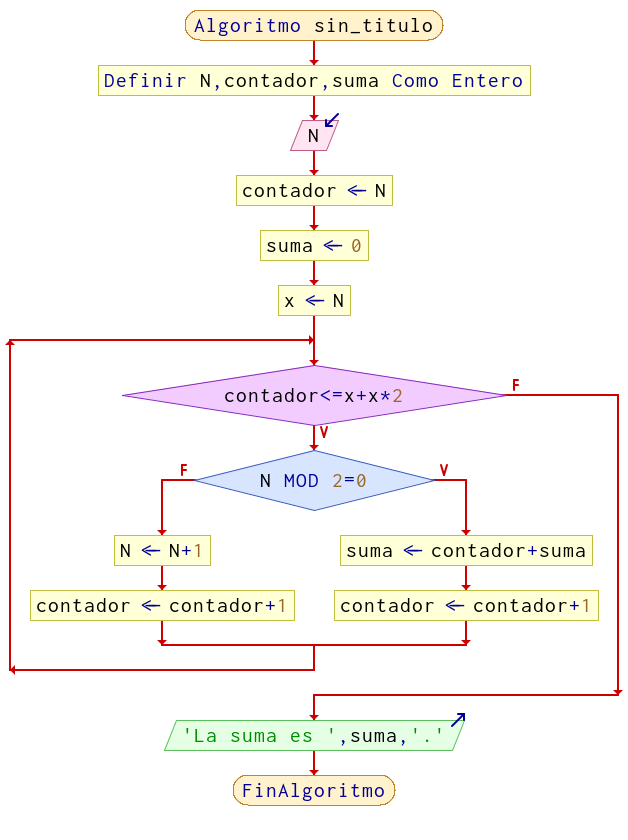 Algoritmo sin_titulo
Definir N,contador,suma Como Entero
N
contador ← N
suma ← 0
x ← N
contador<=x+x*2
F
V
N MOD 2=0
F
V
N ← N+1
suma ← contador+suma
contador ← contador+1
contador ← contador+1
'La suma es ',suma,'.'
FinAlgoritmo